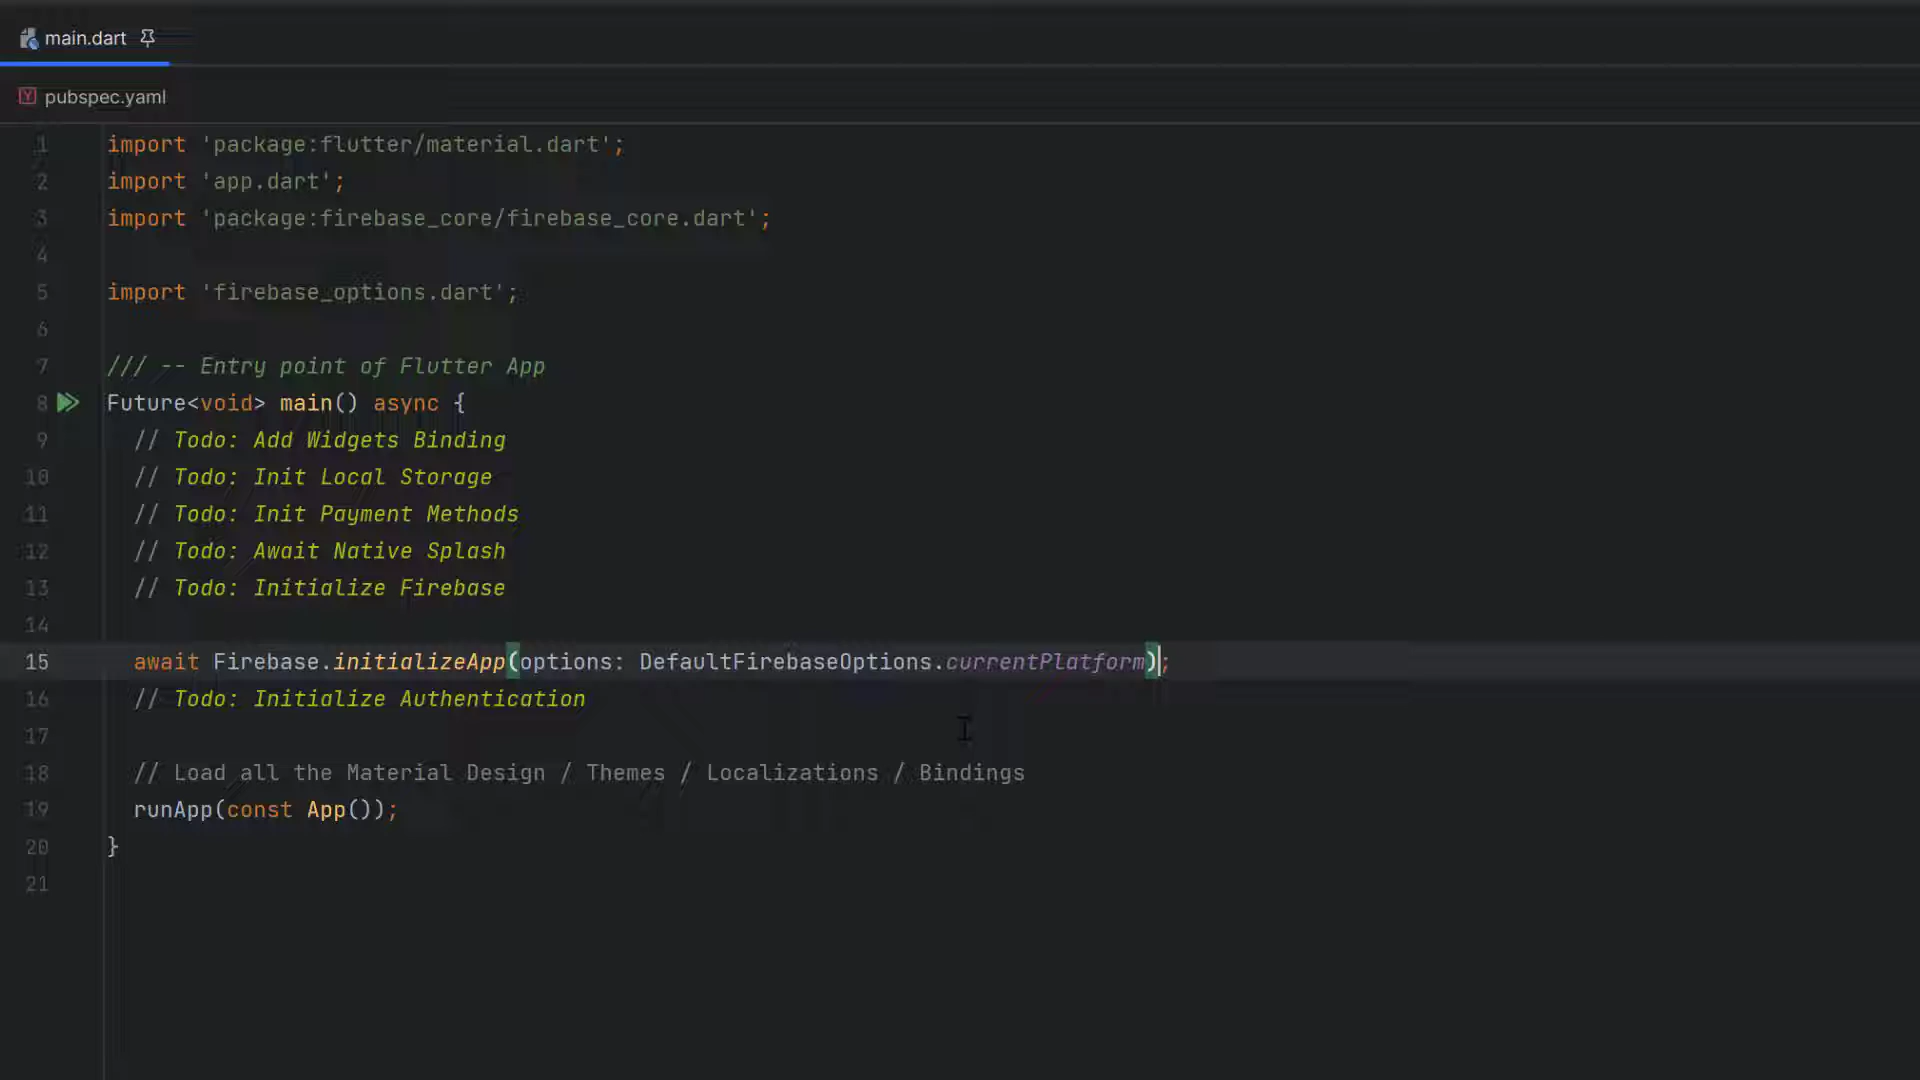 main.dart
pubspec.yaml
1 import 'package:flutter/material.dart';
2 import 'app.dart';
3 import 'package:firebase_core/firebase_core.dart';
4
5 import 'firebase_options.dart';
6
7 /// -- Entry point of Flutter App
8 Future<void> main() async {
9 // Todo: Add Widgets Binding
10 // Todo: Init Local Storage
11 // Todo: Init Payment Methods
12 // Todo: Await Native Splash
13 // Todo: Initialize Firebase
14
15 await Firebase.initializeApp(options: DefaultFirebaseOptions.currentPlatform);
16 // Todo: Initialize Authentication
17
18 // Load all the Material Design / Themes / Localizations / Bindings
19 runApp(const App());
20 }
21